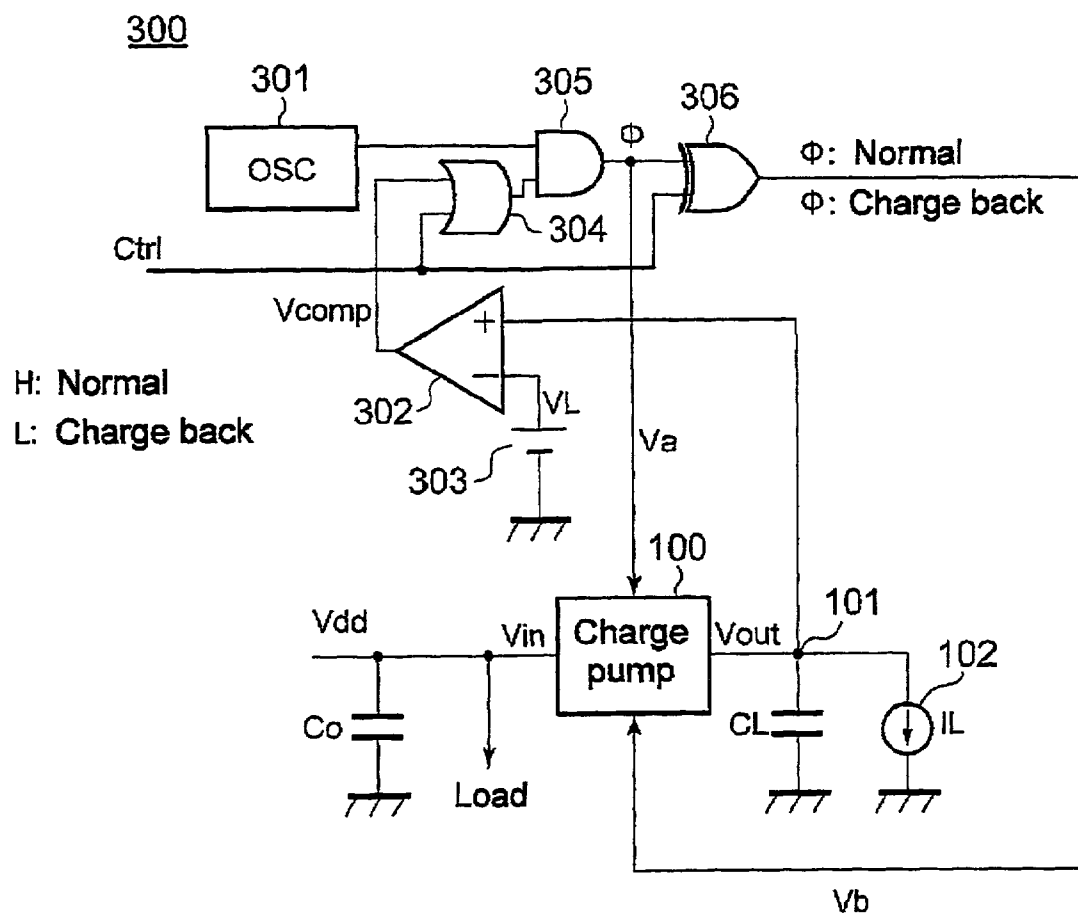 300
301
305
306
OSC
Φ
Φ: Normal
Φ: Charge back
304
Ctrl
Vcomp
+
−
H: Normal
L: Charge back
302
VL
303
Va
100
101
102
Vdd
Vin
Charge
pump
Vout
Co
CL
IL
Load
Vb